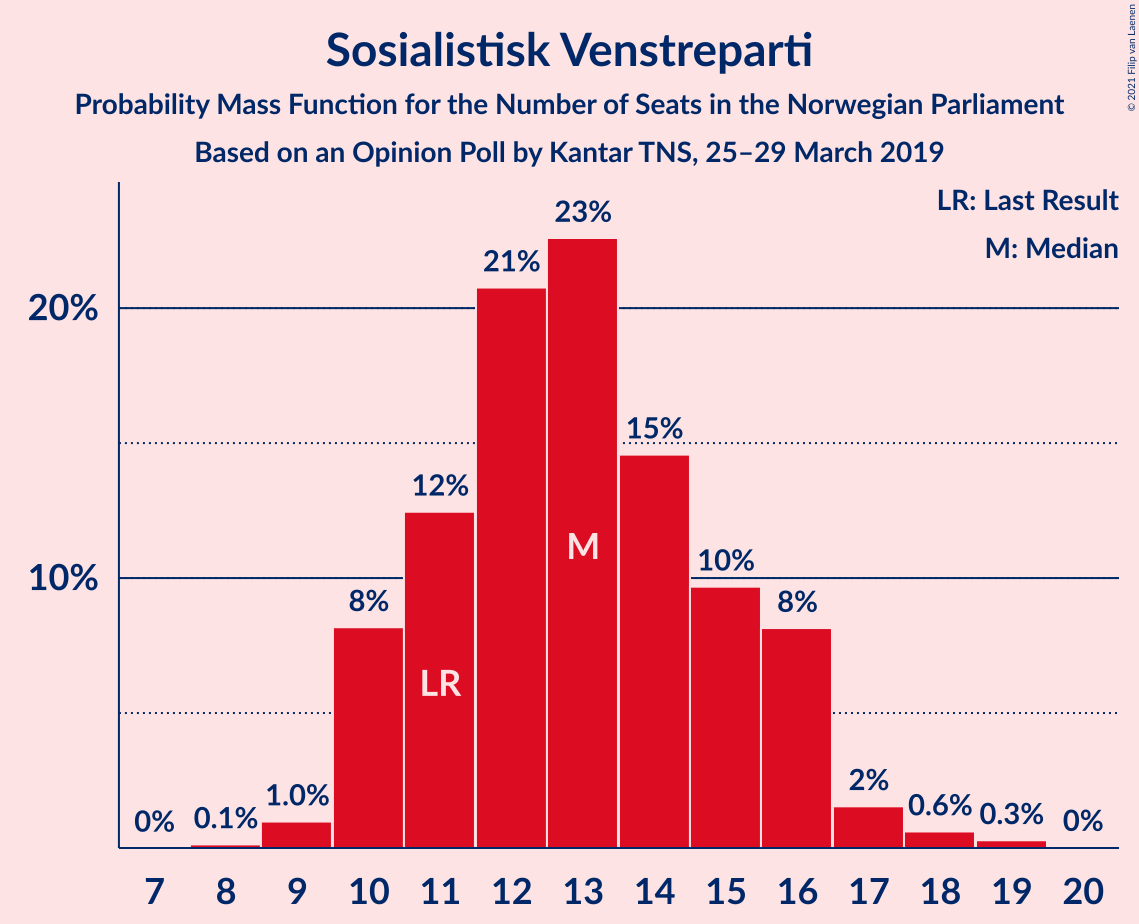 © 2021 Filip van Laenen
Sosialistisk Venstreparti
Probability Mass Function for the Number of Seats in the Norwegian Parliament
Based on an Opinion Poll by Kantar TNS, 25–29 March 2019
LR: Last Result
M: Median
20%
10%
0%
0.1%
1.0%
8%
12%
21%
23%
15%
10%
8%
2%
0.6%
0.3%
0%
LR
M
7 8 9 10 11 12 13 14 15 16 17 18 19 20